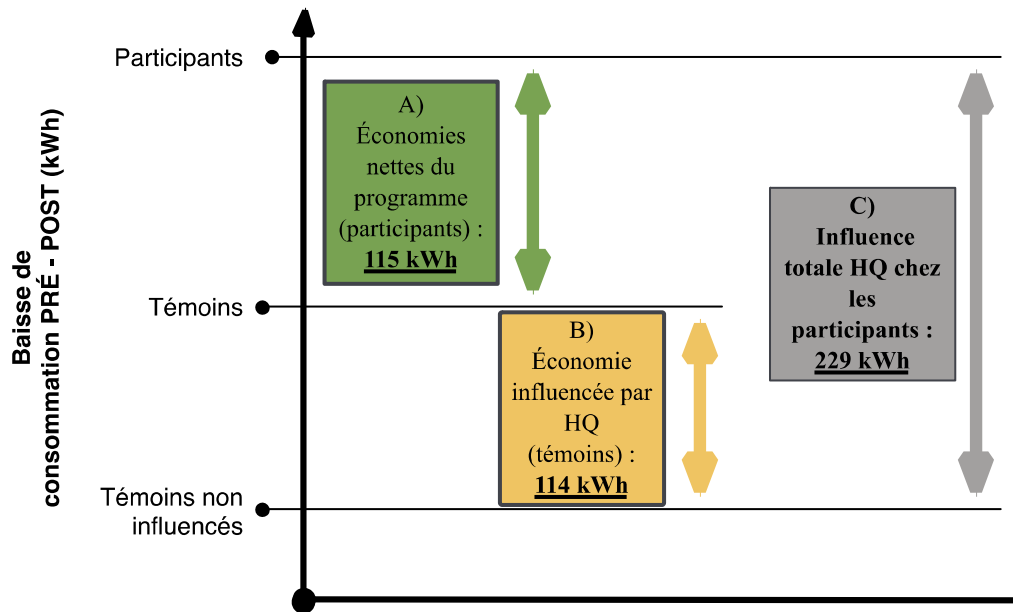 Participants
A)
Économies
nettes du
programme
(participants) :
115 kWh
C)
Influence
totale HQ chez
les
participants :
229 kWh
Témoins
B)
Économie
influencée par
HQ
(témoins) :
114 kWh
Témoins non
influencés
Baisse de
consommation PRÉ - POST (kWh)